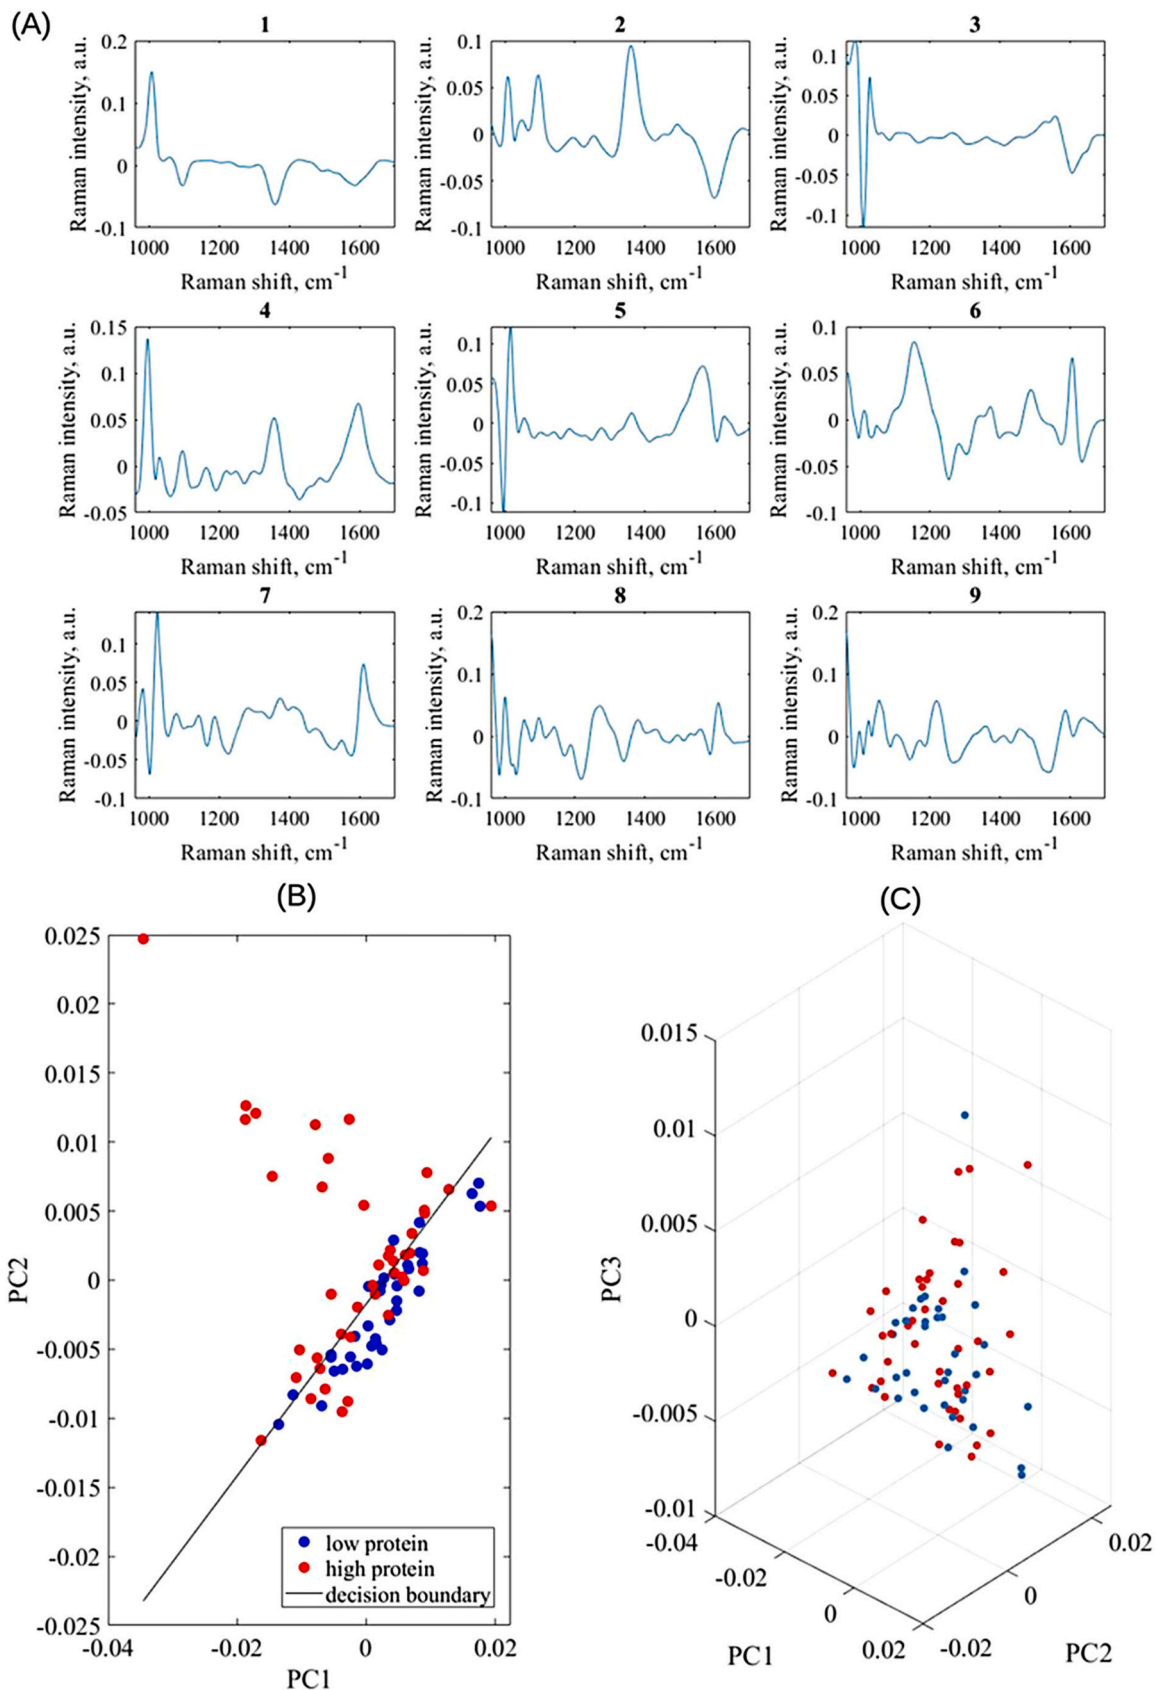 (A)
1
2
3
Raman intensity, a.u.
0.2
0.1
0
-0.1
1000 1200 1400 1600
Raman shift, cm-1
Raman intensity, a.u.
0.1
0.05
0
-0.05
-0.1
1000 1200 1400 1600
Raman shift, cm-1
Raman intensity, a.u.
0.1
0.05
0
-0.05
-0.1
1000 1200 1400 1600
Raman shift, cm-1
4
5
6
Raman intensity, a.u.
0.15
0.1
0.05
0
-0.05
1000 1200 1400 1600
Raman shift, cm-1
Raman intensity, a.u.
0.1
0.05
0
-0.05
-0.1
1000 1200 1400 1600
Raman shift, cm-1
Raman intensity, a.u.
0.1
0.05
0
-0.05
-0.1
1000 1200 1400 1600
Raman shift, cm-1
7
8
9
Raman intensity, a.u.
0.1
0.05
0
-0.05
-0.1
1000 1200 1400 1600
Raman shift, cm-1
Raman intensity, a.u.
0.2
0.1
0
-0.1
1000 1200 1400 1600
Raman shift, cm-1
Raman intensity, a.u.
0.2
0.1
0
-0.1
1000 1200 1400 1600
Raman shift, cm-1
(B)
PC2
0.025
0.02
0.015
0.01
0.005
0
-0.005
-0.01
-0.015
-0.02
-0.025
low protein
high protein
decision boundary
-0.04 -0.02 0 0.02
PC1
(C)
PC3
0.015
0.01
0.005
0
-0.005
-0.01
-0.04
-0.02
0
0.02
PC1
-0.02
0
0.02
PC2